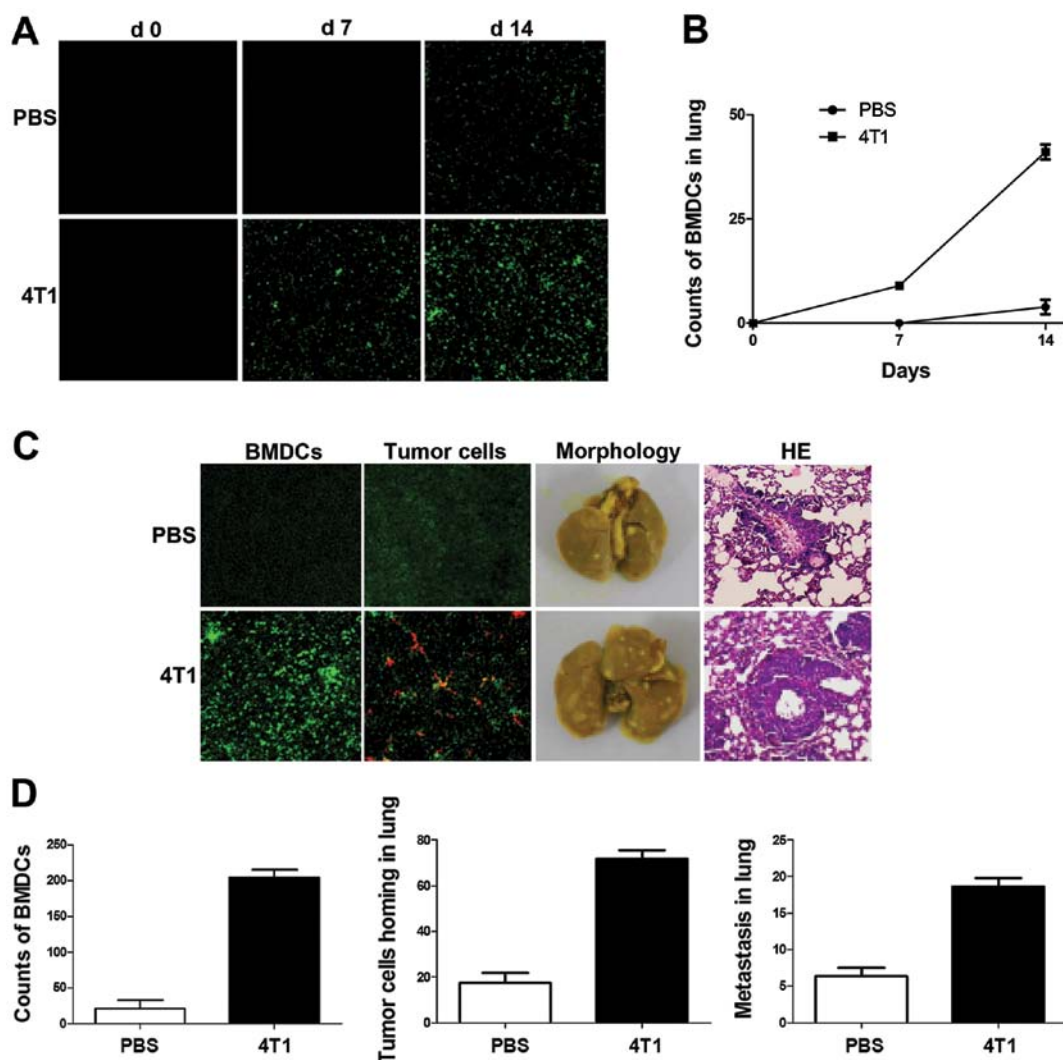 A
d 0 d 7 d 14
PBS
4T1
B
PBS
4T1
Counts of BMDCs in lung
50
25
0
0 7 14
Days
C
BMDCs Tumor cells Morphology HE
PBS
4T1
D
Counts of BMDCs
250
200
150
100
50
0
PBS 4T1
Tumor cells homing in lung
80
60
40
20
0
PBS 4T1
Metastasis in lung
25
20
15
10
5
0
PBS 4T1